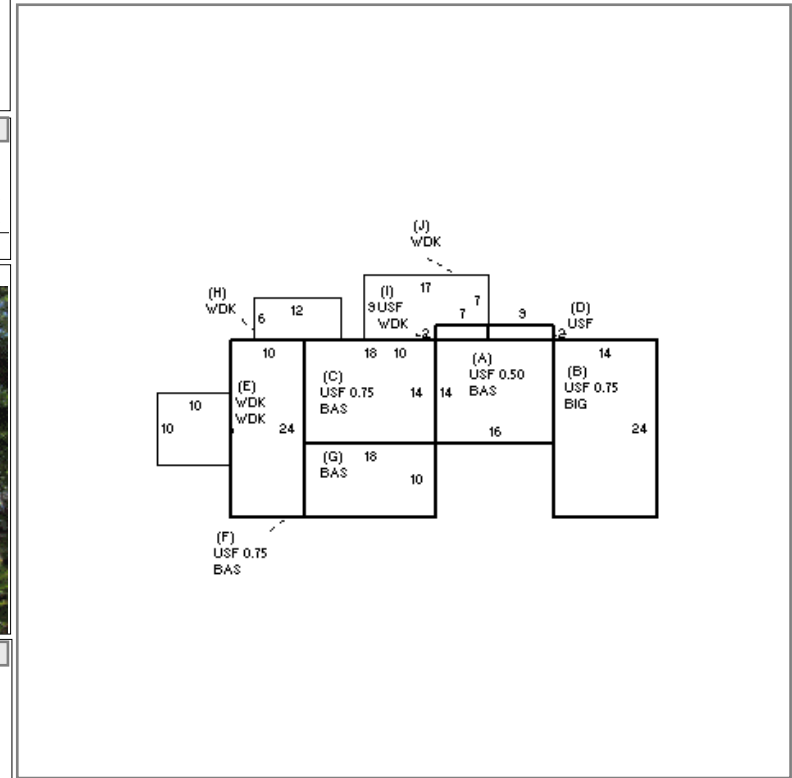 (J)
WDK
(H)
WDK
12
6
(I)
17
9 USF
7
WDK
7
9
(D)
USF
2
2
10
18 10
14
(E)
WDK
WDK
(C)
USF 0.75
BAS
(A)
USF 0.50
BAS
(B)
USF 0.75
BIG
10
14
14
10
24
16
24
(G)
BAS
18
10
(F)
USF 0.75
BAS